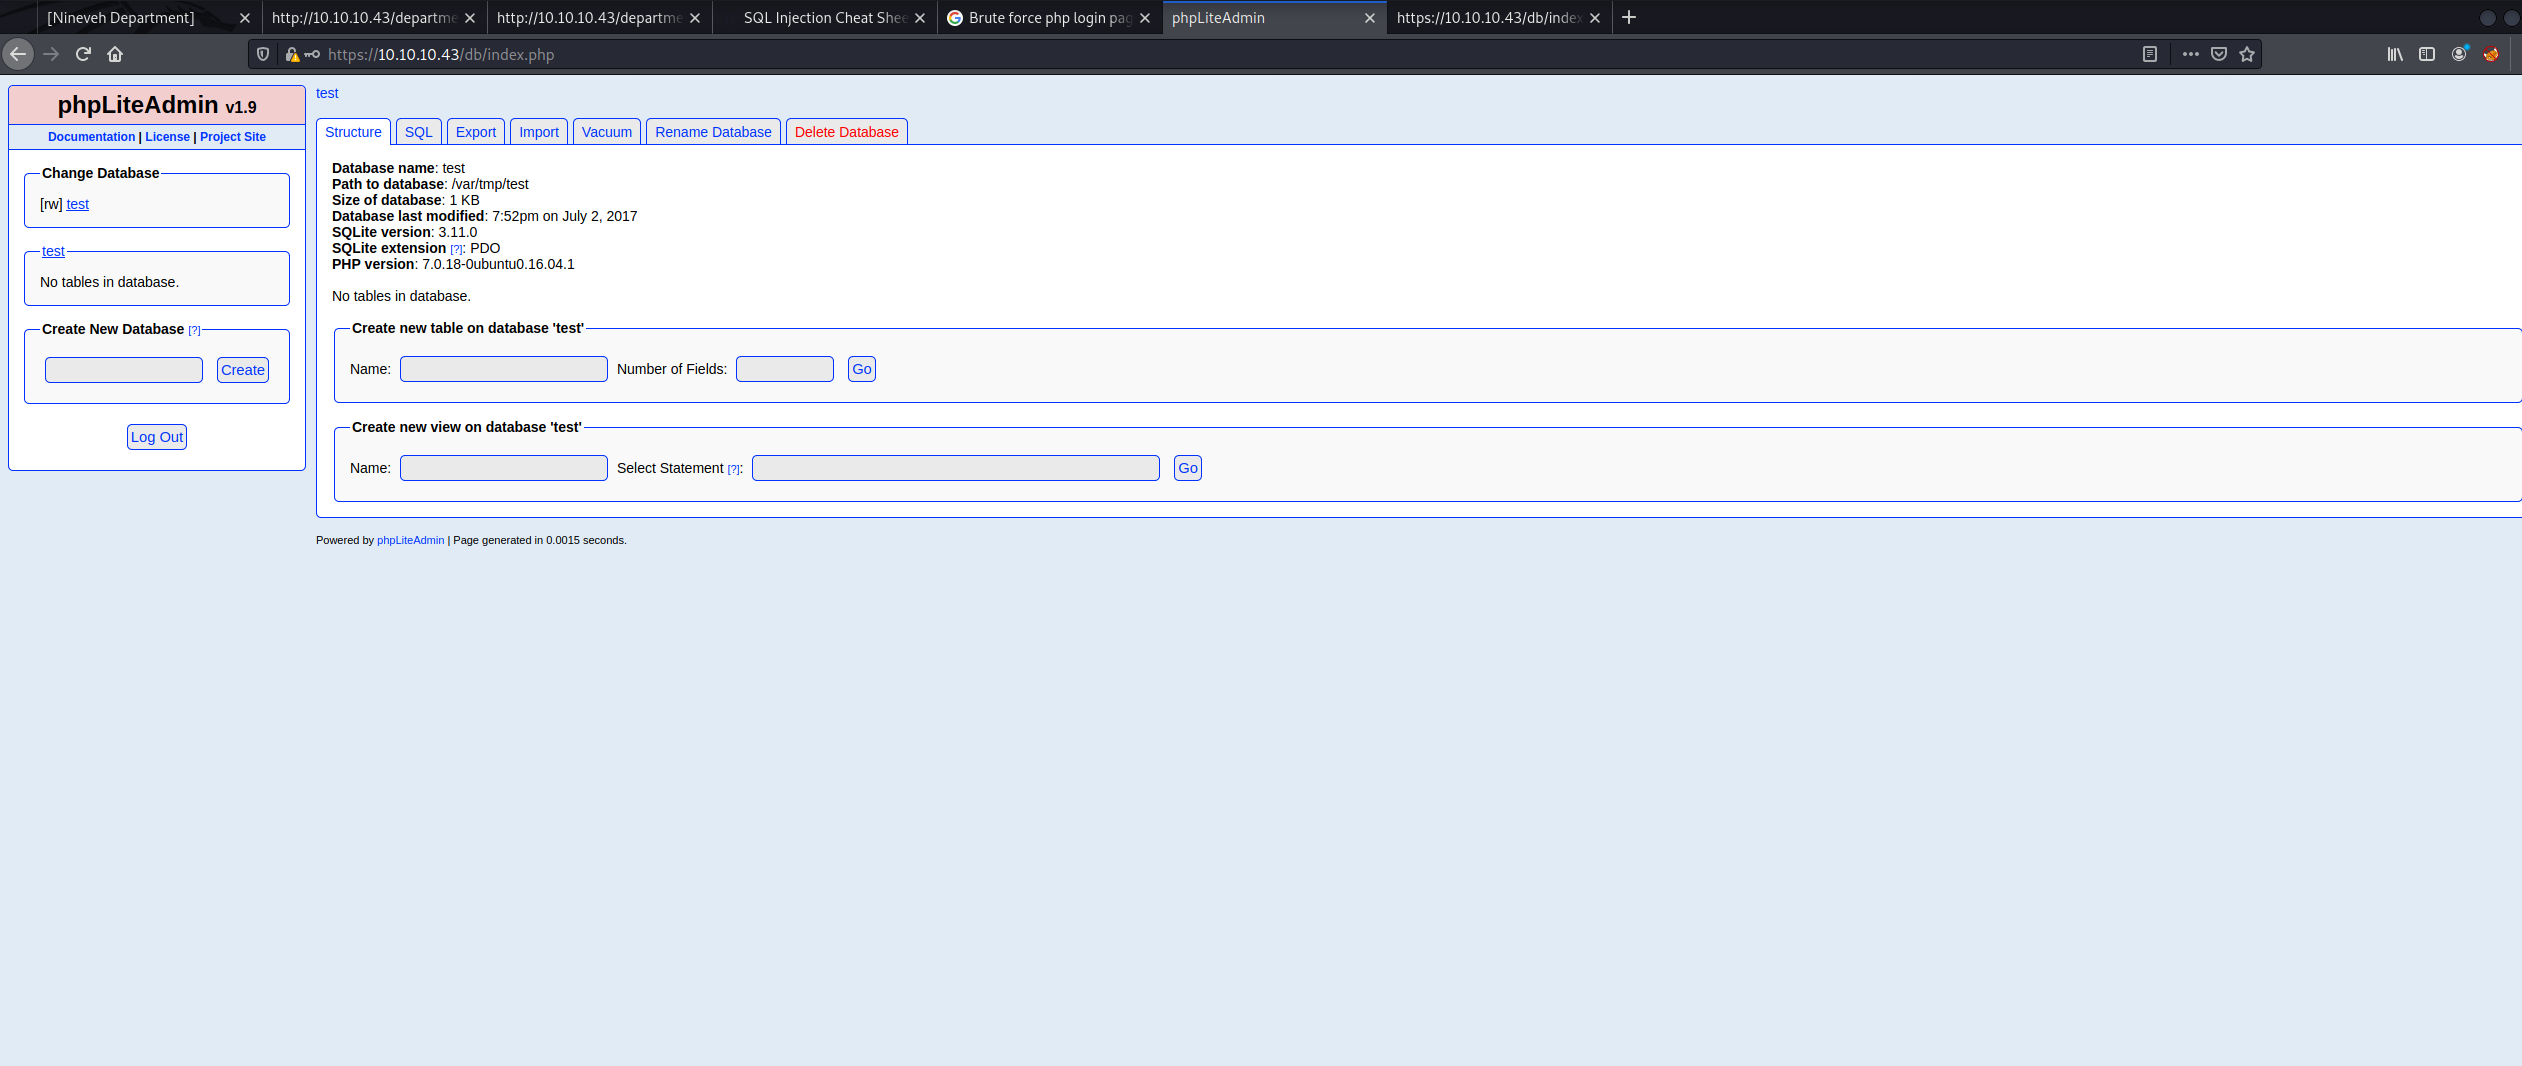 [Nineveh Department]
http://10.10.10.43/departme
http://10.10.10.43/departme
SQL Injection Cheat Shee
Brute force php login pag
phpLiteAdmin
https://10.10.10.43/db/index
https://10.10.10.43/db/index.php
phpLiteAdmin v1.9
Documentation | License | Project Site
Change Database
[rw] test
test
No tables in database.
Create New Database [?]
Create
Log Out
test
Structure
SQL
Export
Import
Vacuum
Rename Database
Delete Database
Database name: test
Path to database: /var/tmp/test
Size of database: 1 KB
Database last modified: 7:52pm on July 2, 2017
SQLite version: 3.11.0
SQLite extension [?]: PDO
PHP version: 7.0.18-0ubuntu0.16.04.1
No tables in database.
Create new table on database 'test'
Name: Number of Fields: Go
Create new view on database 'test'
Name: Select Statement [?]: Go
Powered by phpLiteAdmin | Page generated in 0.0015 seconds.